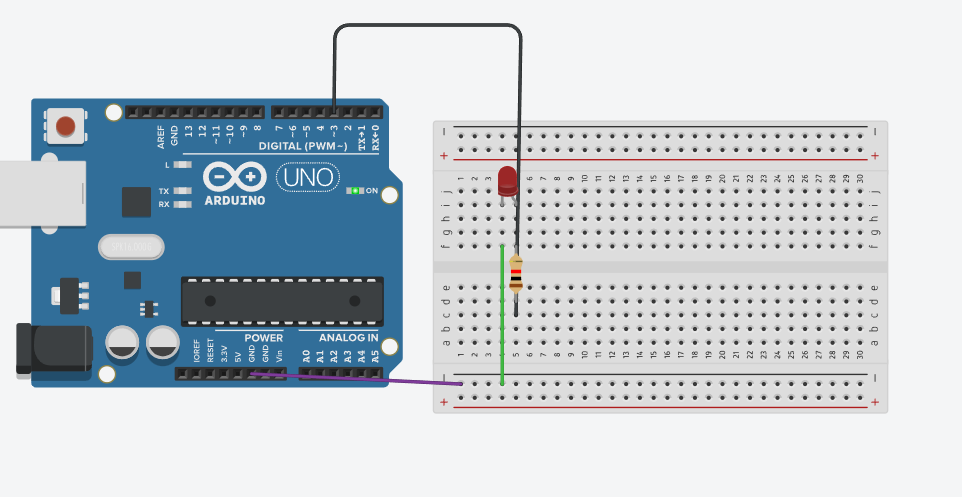 AREF
GND
13
12
~11
~10
~9
8
7
~6
~5
4
~3
2
TX→1
RX←0
DIGITAL (PWM~)
L
TX
RX
UNO
ARDUINO
ON
POWER
ANALOG IN
IOREF
RESET
3.3V
5V
GND
GND
Vin
A0
A1
A2
A3
A4
A5
1 2 3 6 7 8 9 10 11 12 13 14 15 16 17 18 19 20 21 22 23 24 25 26 27 28 29 30
j j
i i
h h
g g
f f
e e
d d
c c
b b
a a
1 2 3 5 6 7 8 9 10 11 12 13 14 15 16 17 18 19 20 21 22 23 24 25 26 27 28 29 30